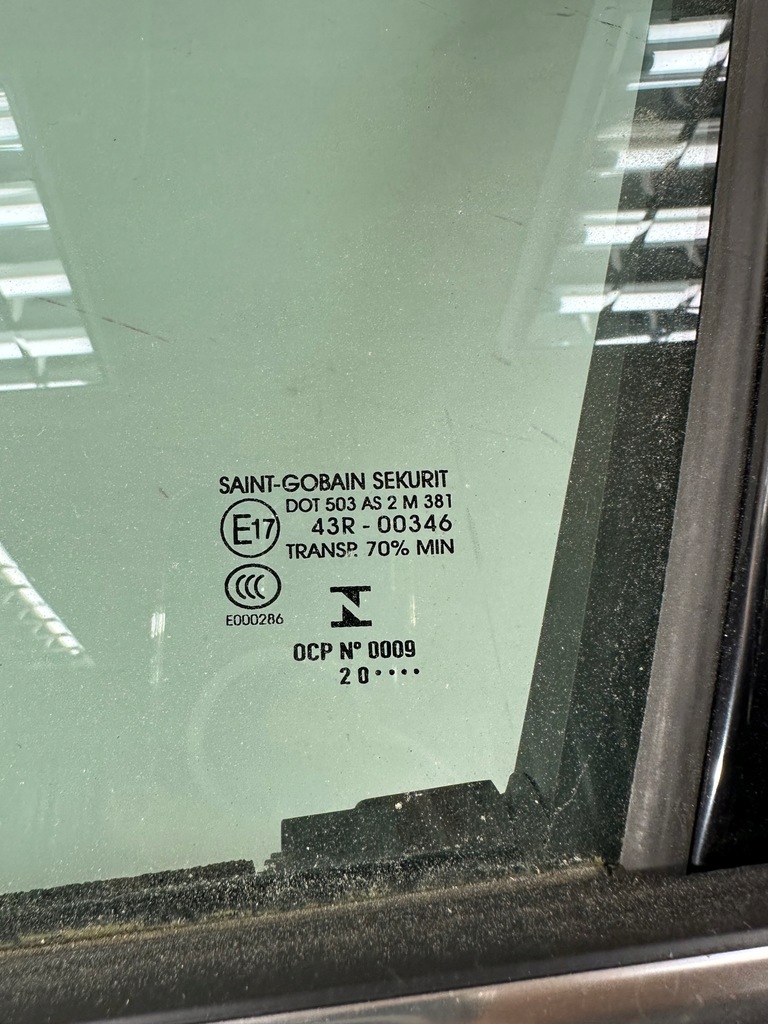 SAINT-GOBAIN SEKURIT
DOT 503 AS 2 M 381
E17
43R - 00346
TRANSP. 70% MIN
CCC
E000286
OCP Nº 0009
20····